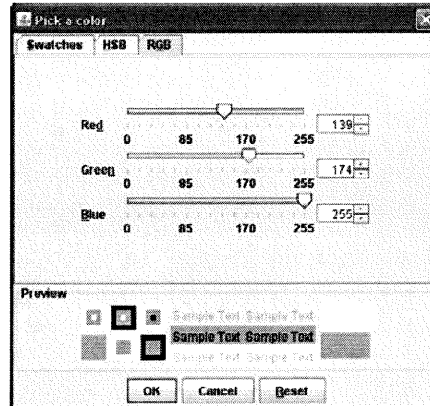 Pick a color
Swatches HSB RGB
Red 139
0 85 170 255
Green 174
0 85 170 255
Blue 255
0 85 170 255
Preview
Sample Text Sample Text
Sample Text Sample Text
Sample Text Sample Text
OK Cancel Reset